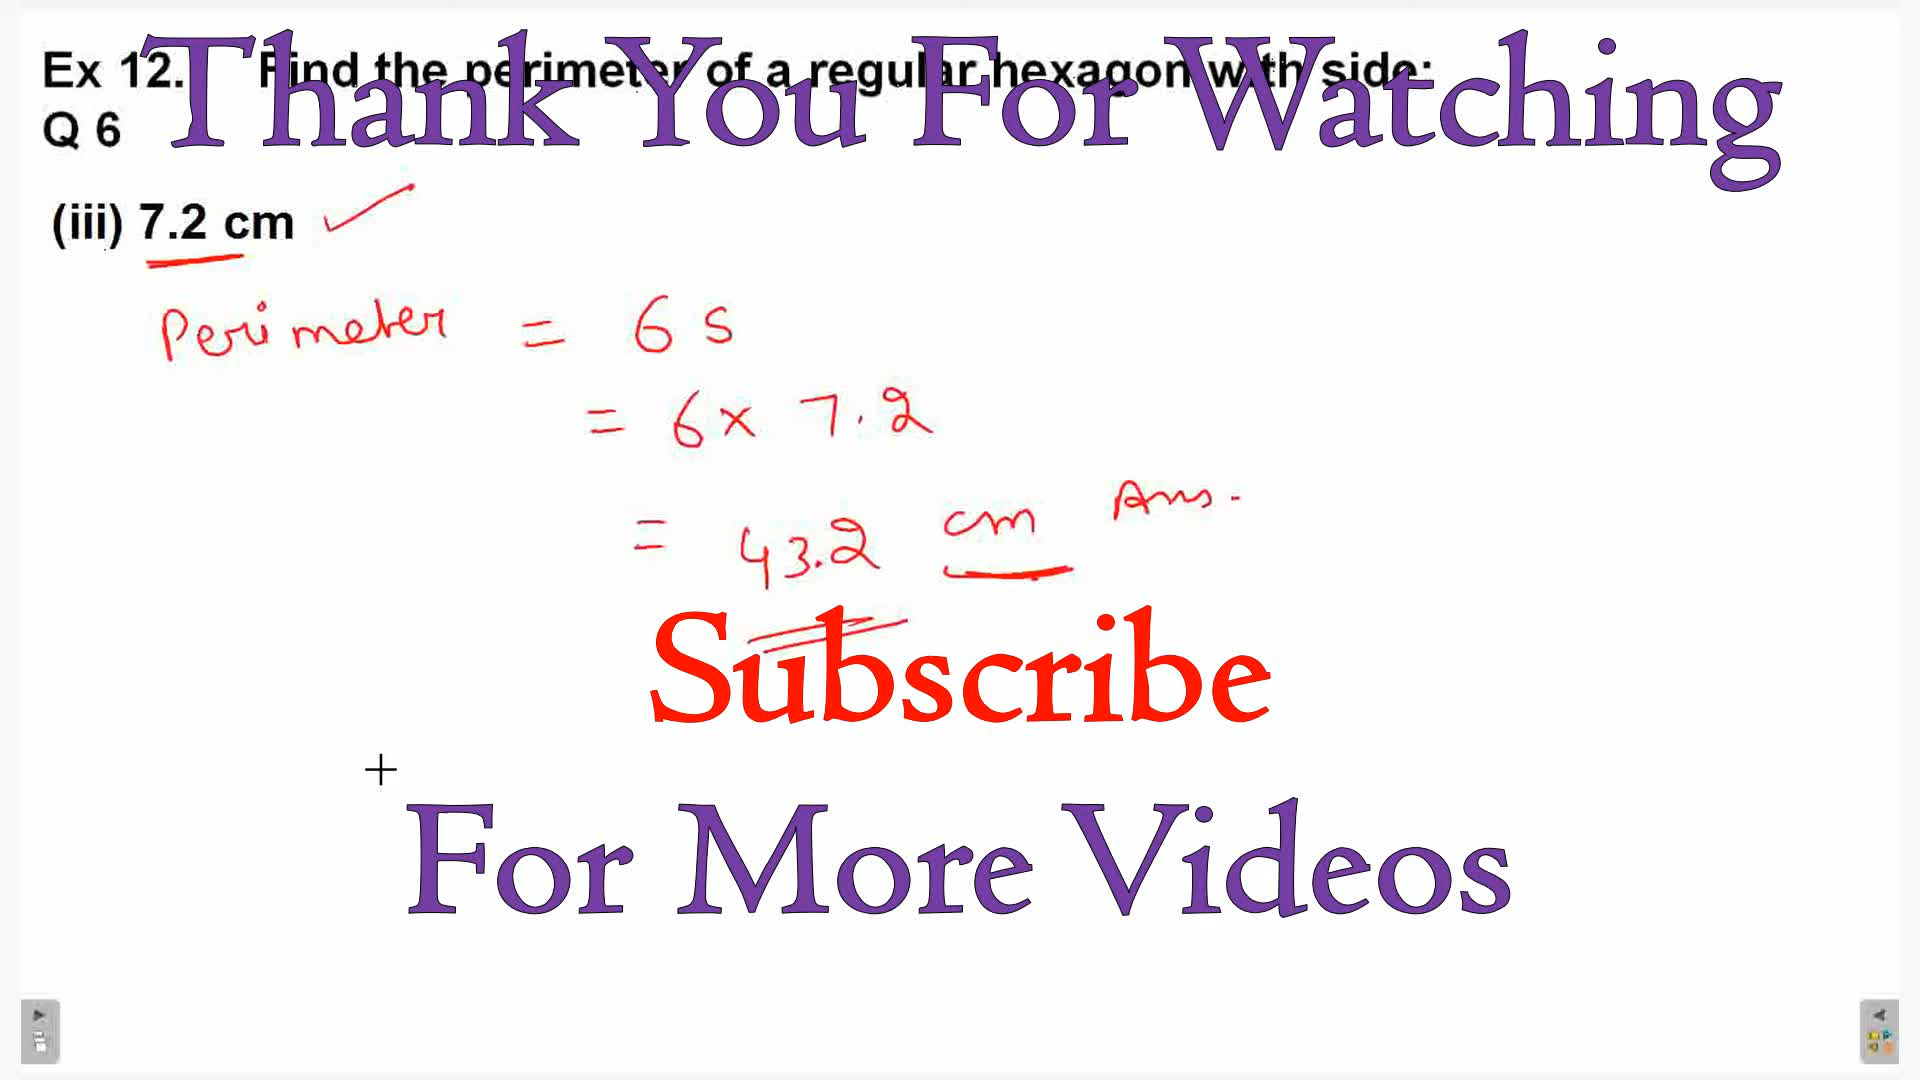 Thank You For Watching
Ex 12. Find the perimeter of a regular hexagon with side:
Q 6
(iii) 7.2 cm
Perimeter = 6 s
= 6 x 7.2
= 43.2 cm Ans.
Subscribe
For More Videos